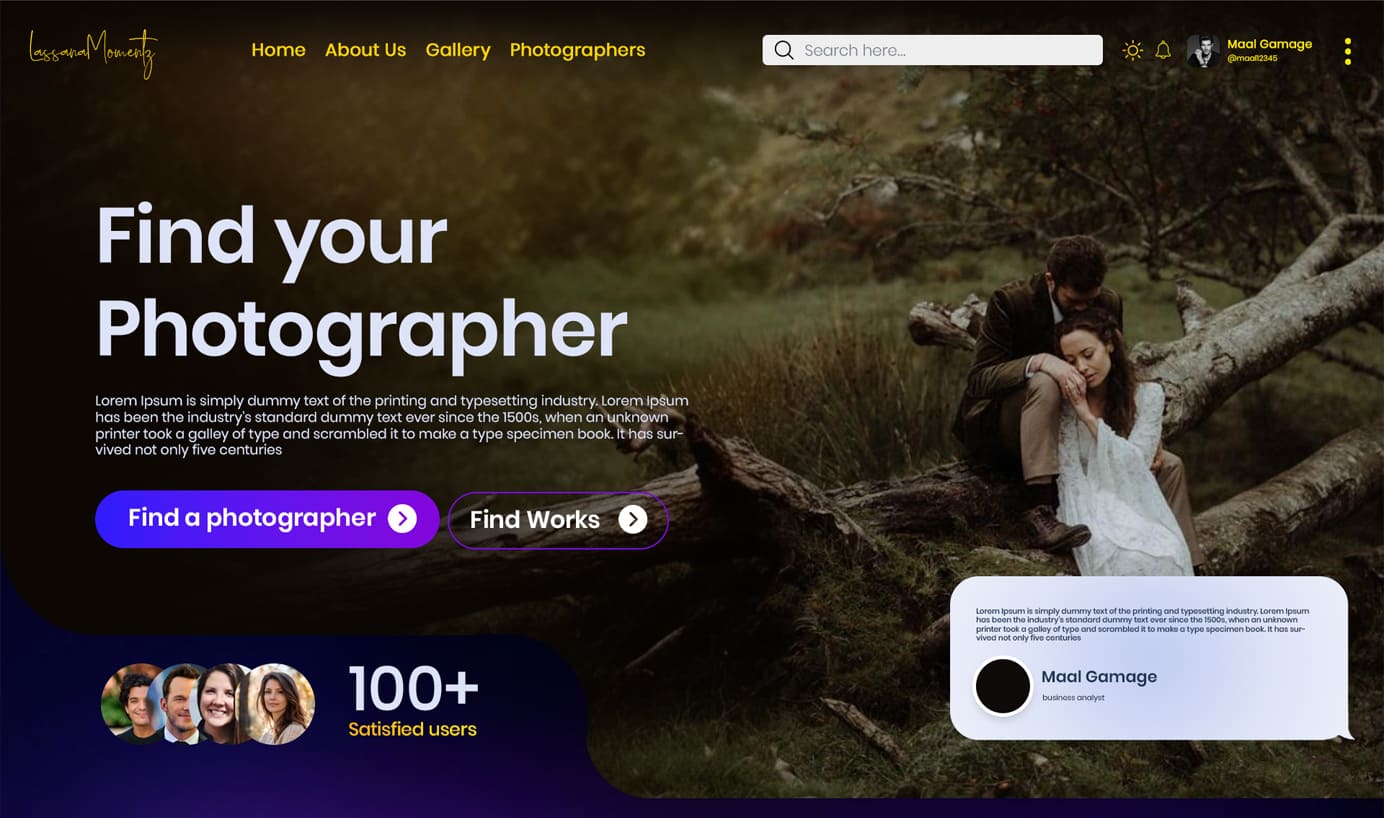 LassanaMomentz
Home
About Us
Gallery
Photographers
Search here...
Maal Gamage
@maal12345
Find your
Photographer
Lorem Ipsum is simply dummy text of the printing and typesetting industry. Lorem Ipsum
has been the industry's standard dummy text ever since the 1500s, when an unknown
printer took a galley of type and scrambled it to make a type specimen book. It has sur-
vived not only five centuries
Find a photographer
Find Works
100+
Satisfied users
Lorem Ipsum is simply dummy text of the printing and typesetting industry. Lorem Ipsum
has been the industry's standard dummy text ever since the 1500s, when an unknown
printer took a galley of type and scrambled it to make a type specimen book. It has sur-
vived not only five centuries
Maal Gamage
business analyst